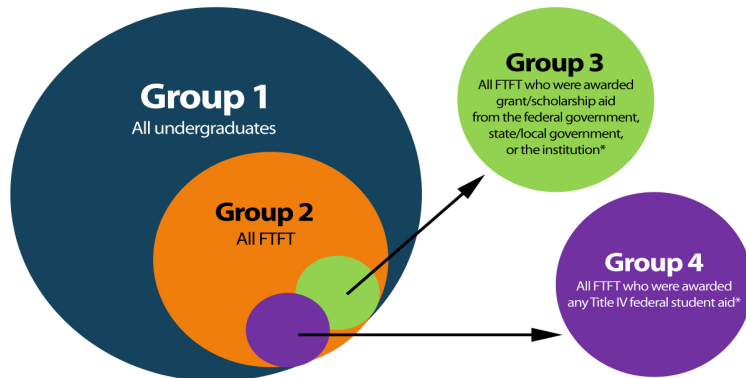 Group 1
All undergraduates
Group 2
All FTFT
Group 3
All FTFT who were awarded
grant/scholarship aid
from the federal government,
state/local government,
or the institution*
Group 4
All FTFT who were awarded
any Title IV federal student aid*